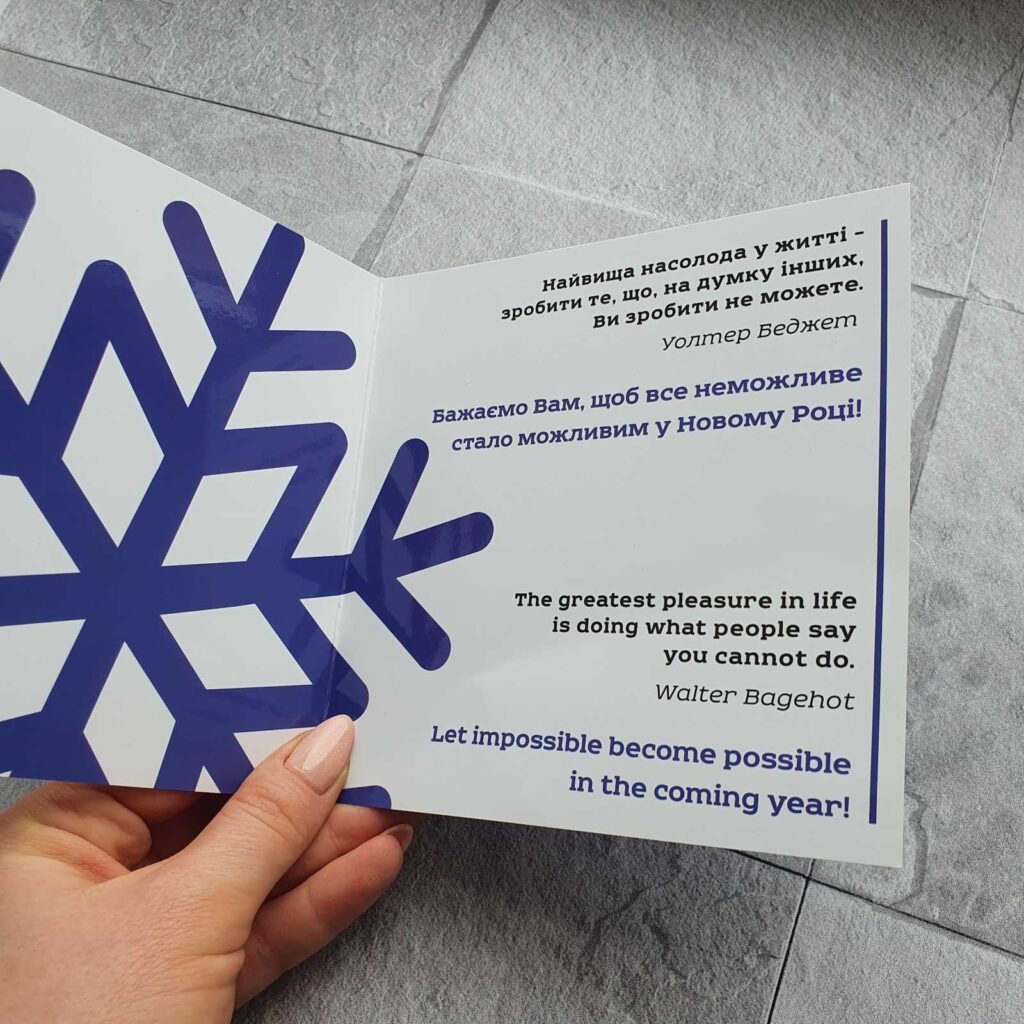 Найвища насолода у житті –
зробити те, що, на думку інших,
Ви зробити не можете.
Уолтер Беджет
Бажаємо Вам, щоб все неможливе
стало можливим у Новому Році!
The greatest pleasure in life
is doing what people say
you cannot do.
Walter Bagehot
Let impossible become possible
in the coming year!